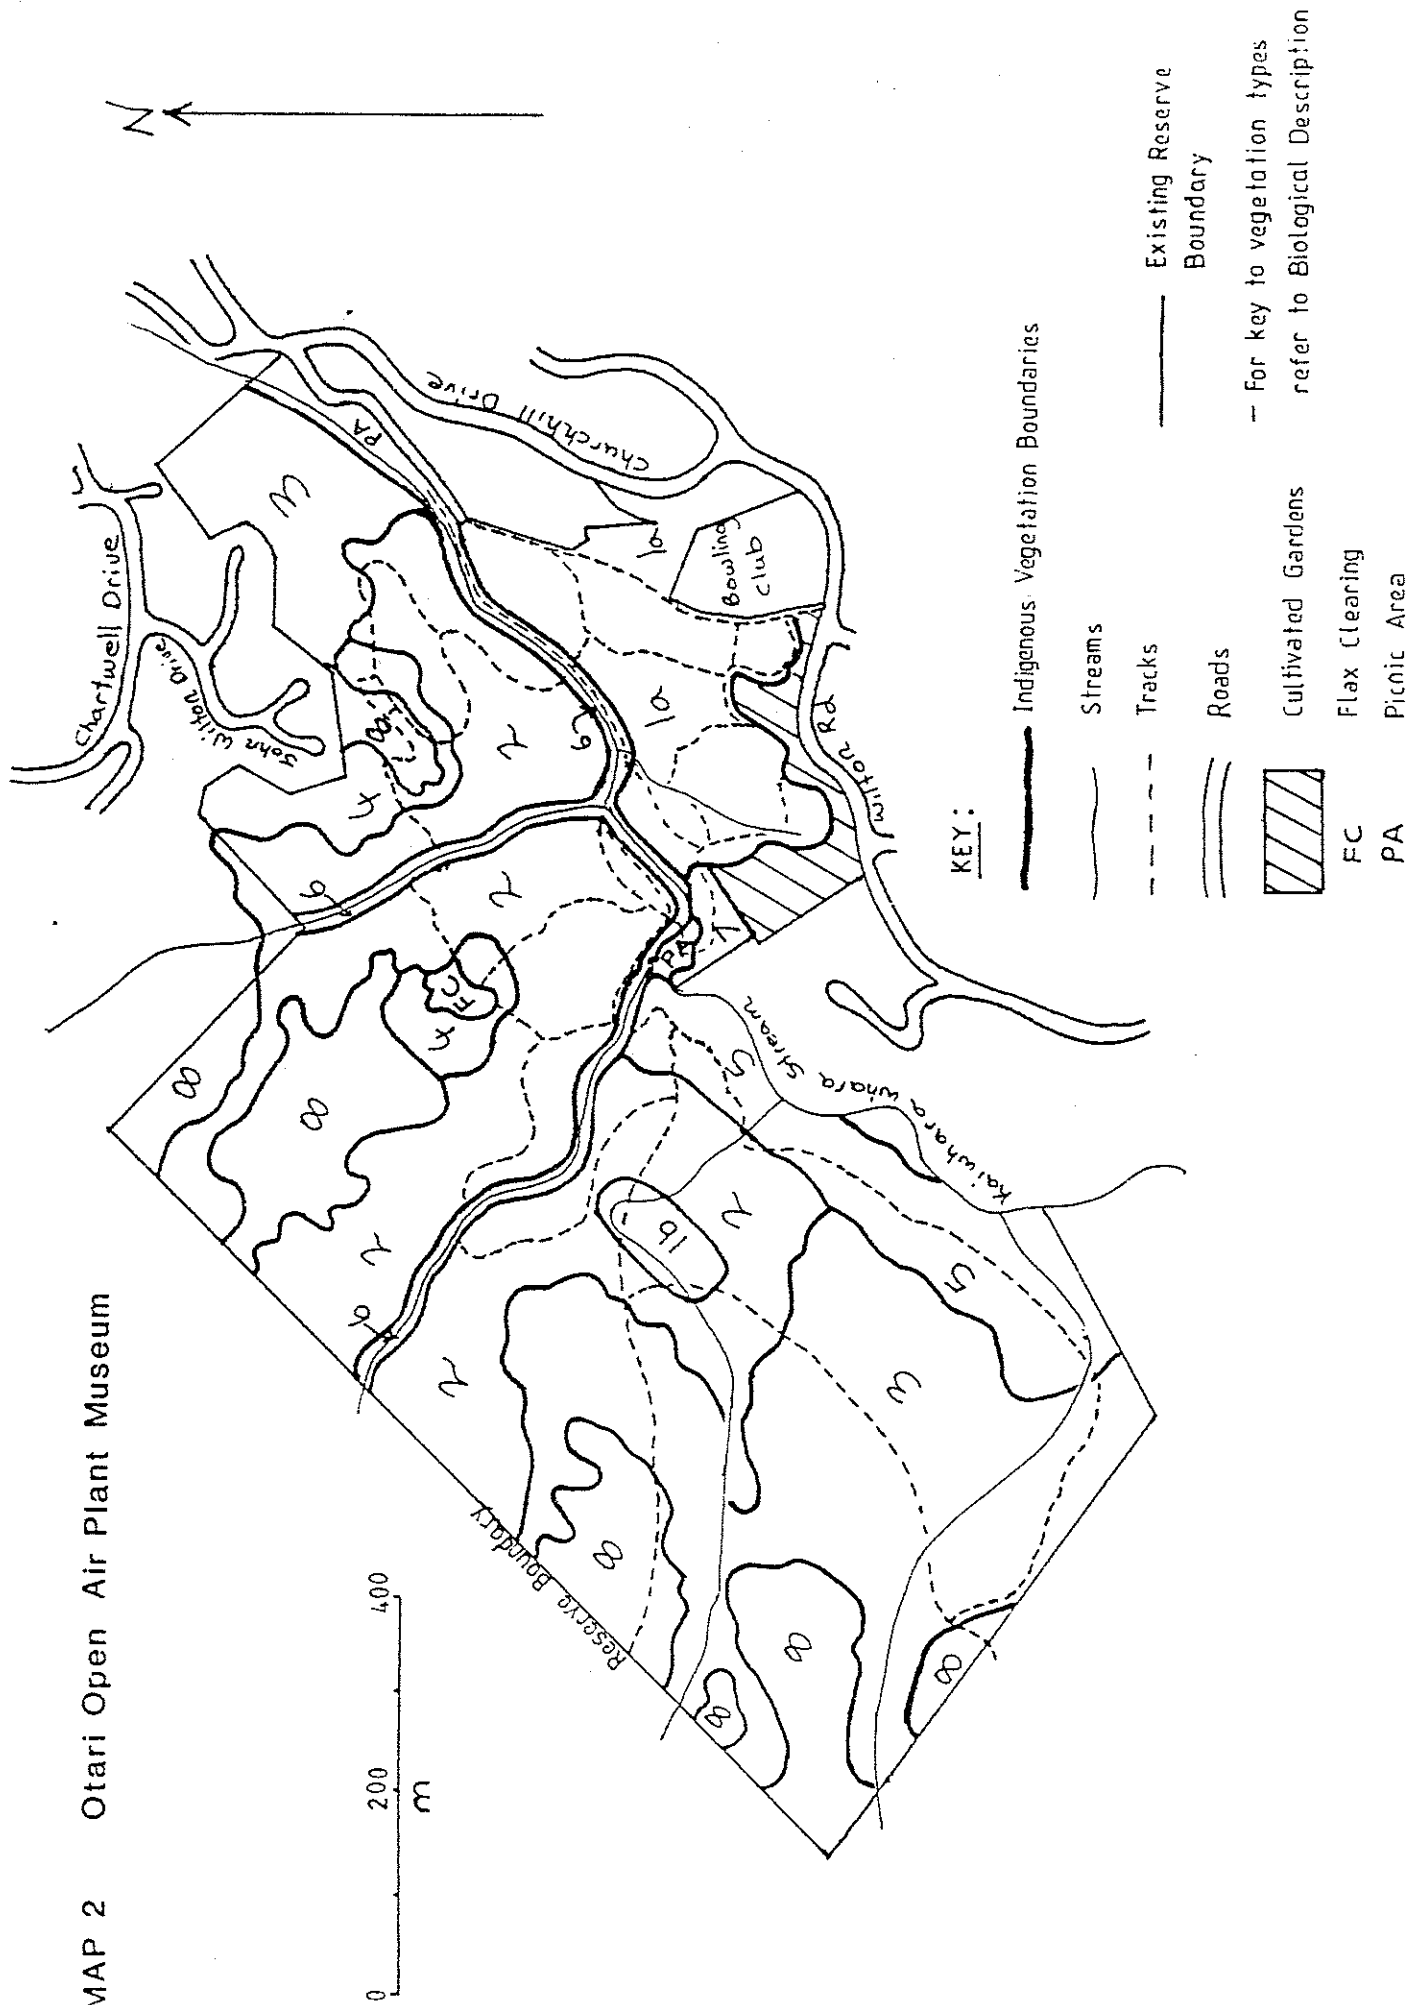 MAP 2 Otari Open Air Plant Museum
N
0 200 400
m
Chartwell Drive
John Wilton Drive
Churchhill Drive
Bowling
Club
Wilton Rd
Kaiwhara whara Stream
Reserve Boundary
3
PA
8
4
2
6
1a
1a
6
2
4
FC
8
8
PA
7
5
2
6
2
1b
2
5
3
8
8
8
8
KEY:
Indigenous Vegetation Boundaries
Streams
Tracks
Roads
Cultivated Gardens
FC Flax Clearing
PA Picnic Area
Existing Reserve
Boundary
- For key to vegetation types
refer to Biological Description